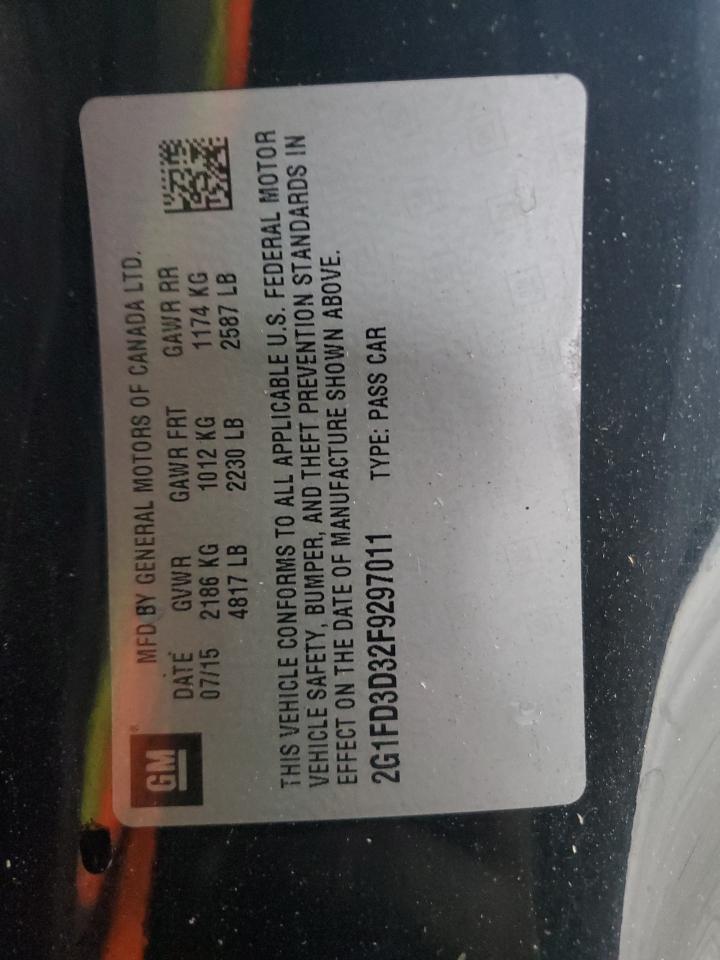 GM
MFD BY GENERAL MOTORS OF CANADA LTD.
DATE GVWR GAWR FRT GAWR RR
07/15 2186 KG 1012 KG 1174 KG
4817 LB 2230 LB 2587 LB
THIS VEHICLE CONFORMS TO ALL APPLICABLE U.S. FEDERAL MOTOR
VEHICLE SAFETY, BUMPER, AND THEFT PREVENTION STANDARDS IN
EFFECT ON THE DATE OF MANUFACTURE SHOWN ABOVE.
2G1FD3D32F9297011 TYPE: PASS CAR